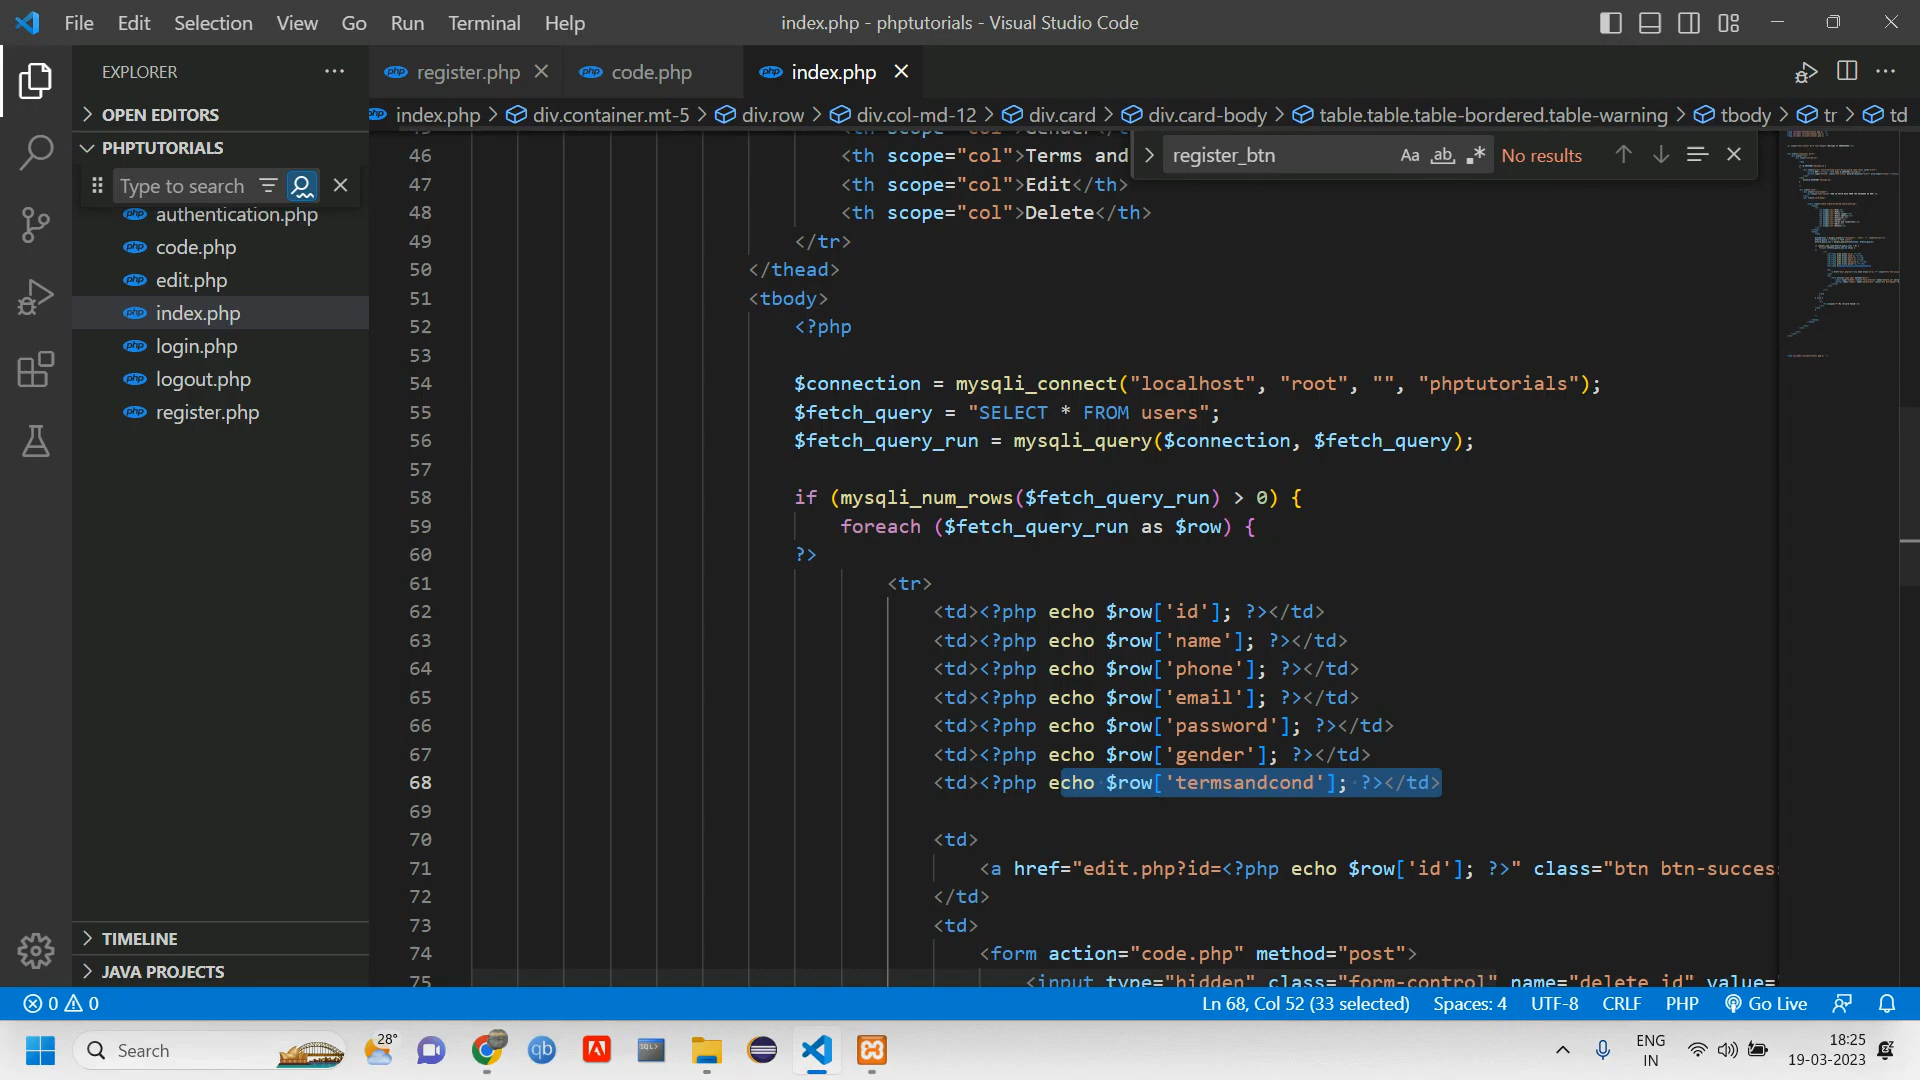 File Edit Selection View Go Run Terminal Help
index.php - phptutorials - Visual Studio Code
EXPLORER
register.php
code.php
index.php
OPEN EDITORS
index.php > div.container.mt-5 > div.row > div.col-md-12 > div.card > div.card-body > table.table.table-bordered.table-warning > tbody > tr > td
PHPTUTORIALS
register_btn
Aa ab .* No results
Type to search
authentication.php
code.php
edit.php
index.php
login.php
logout.php
register.php
46 <th scope="col">Terms and
47 <th scope="col">Edit</th>
48 <th scope="col">Delete</th>
49 </tr>
50 </thead>
51 <tbody>
52 <?php
53
54 $connection = mysqli_connect("localhost", "root", "", "phptutorials");
55 $fetch_query = "SELECT * FROM users";
56 $fetch_query_run = mysqli_query($connection, $fetch_query);
57
58 if (mysqli_num_rows($fetch_query_run) > 0) {
59 foreach ($fetch_query_run as $row) {
60 ?>
61 <tr>
62 <td><?php echo $row['id']; ?></td>
63 <td><?php echo $row['name']; ?></td>
64 <td><?php echo $row['phone']; ?></td>
65 <td><?php echo $row['email']; ?></td>
66 <td><?php echo $row['password']; ?></td>
67 <td><?php echo $row['gender']; ?></td>
68 <td><?php echo $row['termsandcond']; ?></td>
69
70 <td>
71 <a href="edit.php?id=<?php echo $row['id']; ?>" class="btn btn-success
72 </td>
73 <td>
74 <form action="code.php" method="post">
75 <input type="hidden" class="form-control" name="delete_id" value=
TIMELINE
JAVA PROJECTS
0 0
Ln 68, Col 52 (33 selected) Spaces: 4 UTF-8 CRLF PHP Go Live
Search
28°
qb
SQL>
ENG
IN
18:25
19-03-2023